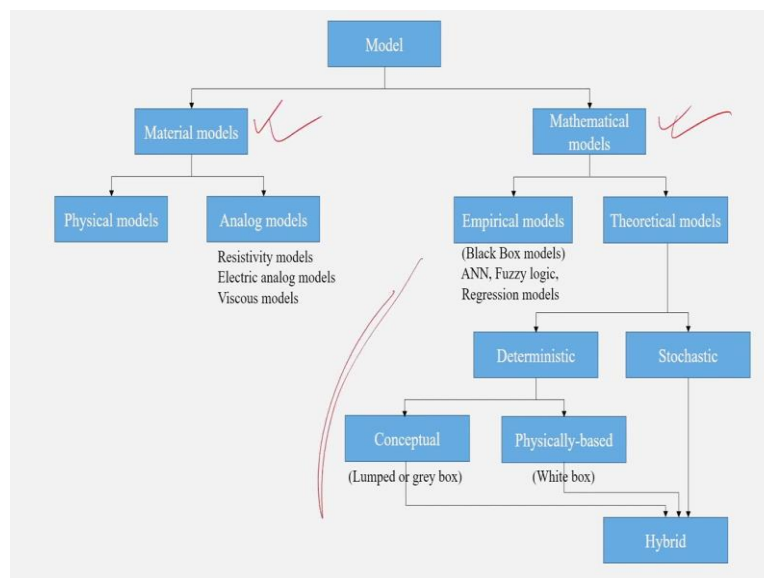 Model
Material models
Mathematical
models
Physical models
Analog models
Empirical models
Theoretical models
Resistivity models
Electric analog models
Viscous models
(Black Box models)
ANN, Fuzzy logic,
Regression models
Deterministic
Stochastic
Conceptual
Physically-based
(Lumped or grey box)
(White box)
Hybrid